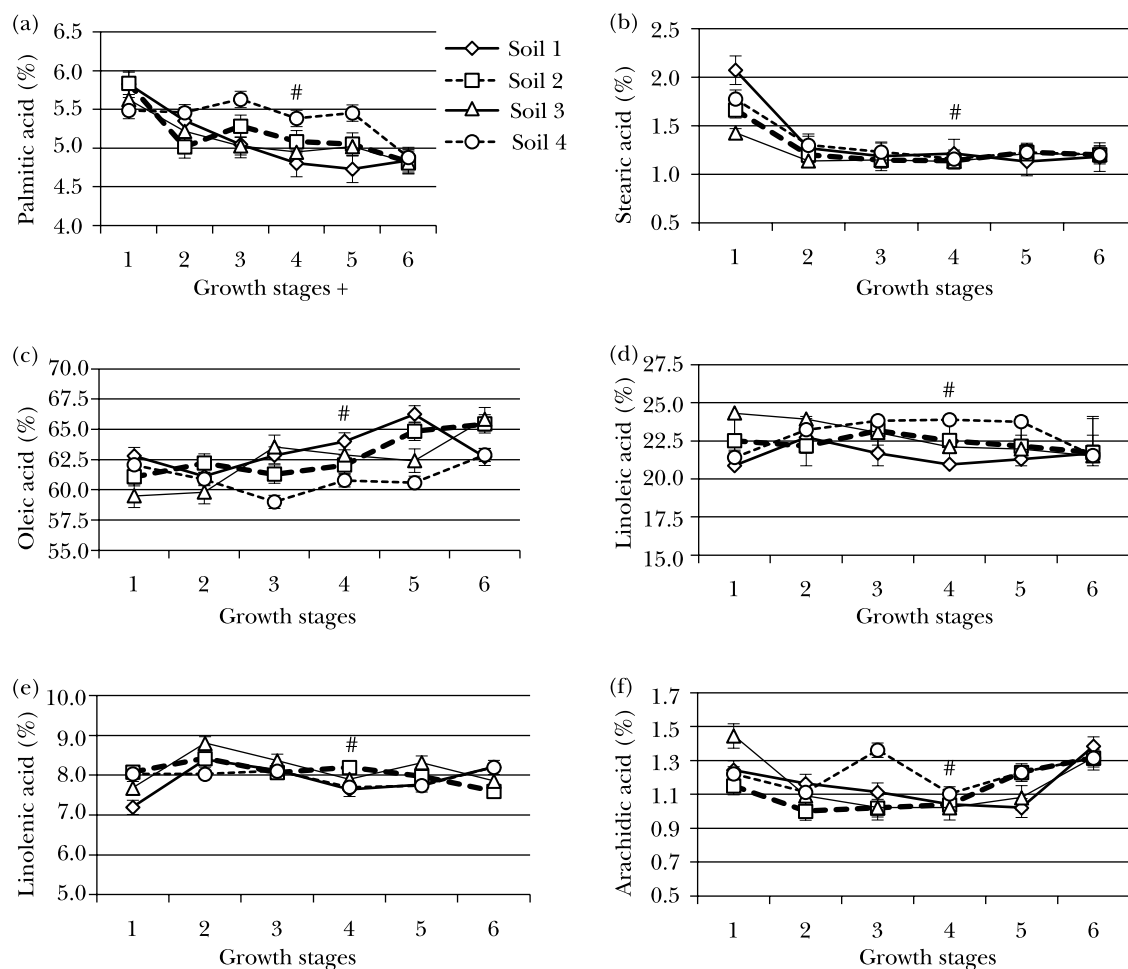 (a)
6.5
6.0
5.5
5.0
4.5
4.0
Palmitic acid (%)
#
1 2 3 4 5 6
Growth stages +
Soil 1
Soil 2
Soil 3
Soil 4
(b)
2.5
2.0
1.5
1.0
0.5
Stearic acid (%)
#
1 2 3 4 5 6
Growth stages
(c)
70.0
67.5
65.0
62.5
60.0
57.5
55.0
Oleic acid (%)
#
1 2 3 4 5 6
Growth stages
(d)
27.5
25.0
22.5
20.0
17.5
15.0
Linoleic acid (%)
#
1 2 3 4 5 6
Growth stages
(e)
10.0
9.0
8.0
7.0
6.0
5.0
Linolenic acid (%)
#
1 2 3 4 5 6
Growth stages
(f)
1.7
1.5
1.3
1.1
0.9
0.7
0.5
Arachidic acid (%)
#
1 2 3 4 5 6
Growth stages